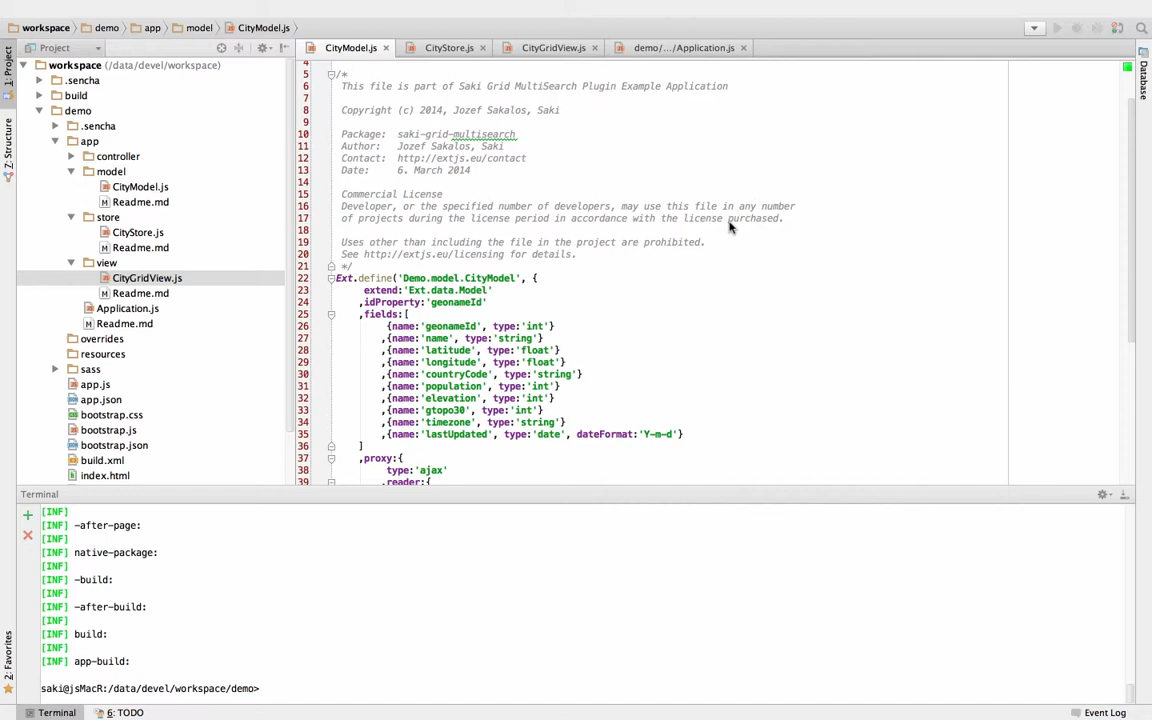 workspace demo app model CityModel.js
1: Project
Project
CityModel.js CityStore.js CityGridView.js demo/.../Application.js
Database
workspace (/data/devel/workspace)
.sencha
build
demo
.sencha
app
controller
model
CityModel.js
Readme.md
store
CityStore.js
Readme.md
view
CityGridView.js
Readme.md
Application.js
Readme.md
overrides
resources
sass
app.js
app.json
bootstrap.css
bootstrap.js
bootstrap.json
build.xml
index.html
Z: Structure
2: Favorites
4
5 /*
6 This file is part of Saki Grid MultiSearch Plugin Example Application
7
8 Copyright (c) 2014, Jozef Sakalos, Saki
9
10 Package: saki-grid-multisearch
11 Author: Jozef Sakalos, Saki
12 Contact: http://extjs.eu/contact
13 Date: 6. March 2014
14
15 Commercial License
16 Developer, or the specified number of developers, may use this file in any number
17 of projects during the license period in accordance with the license purchased.
18
19 Uses other than including the file in the project are prohibited.
20 See http://extjs.eu/licensing for details.
21 */
22 Ext.define('Demo.model.CityModel', {
23 extend:'Ext.data.Model'
24 ,idProperty:'geonameId'
25 ,fields:[
26 {name:'geonameId', type:'int'}
27 ,{name:'name', type:'string'}
28 ,{name:'latitude', type:'float'}
29 ,{name:'longitude', type:'float'}
30 ,{name:'countryCode', type:'string'}
31 ,{name:'population', type:'int'}
32 ,{name:'elevation', type:'int'}
33 ,{name:'gtopo30', type:'int'}
34 ,{name:'timezone', type:'string'}
35 ,{name:'lastUpdated', type:'date', dateFormat:'Y-m-d'}
36 ]
37 ,proxy:{
38 type:'ajax'
39 ,reader:{
Terminal
[INF]
[INF] -after-page:
[INF]
[INF] native-package:
[INF]
[INF] -build:
[INF]
[INF] -after-build:
[INF]
[INF] build:
[INF]
[INF] app-build:
saki@jsMacR:/data/devel/workspace/demo>
Terminal 6: TODO Event Log